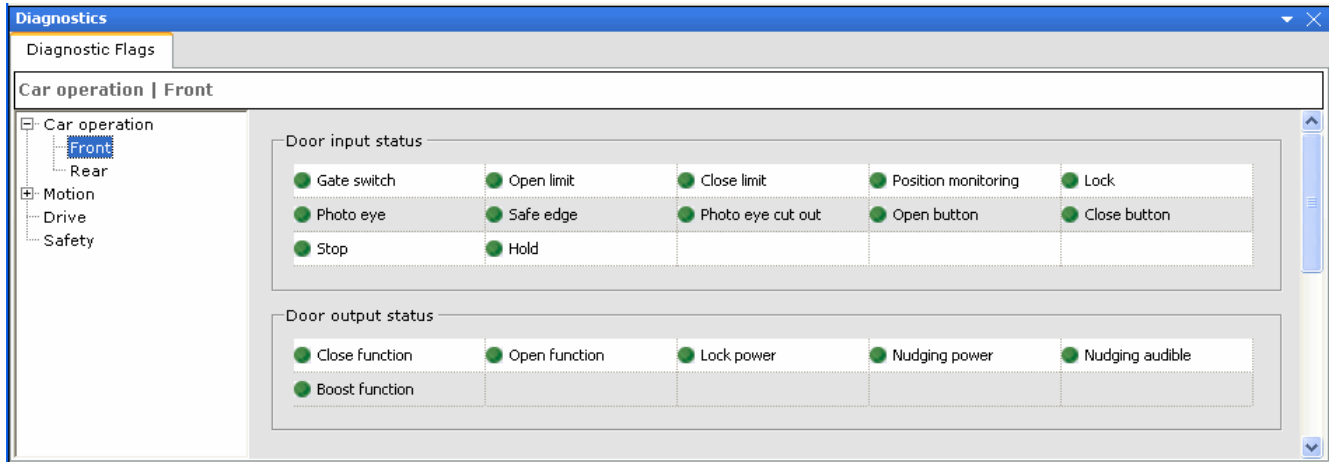 Diagnostics
Diagnostic Flags
Car operation | Front
Car operation
Front
Rear
Motion
Drive
Safety
Door input status
Gate switch Open limit Close limit Position monitoring Lock
Photo eye Safe edge Photo eye cut out Open button Close button
Stop Hold
Door output status
Close function Open function Lock power Nudging power Nudging audible
Boost function